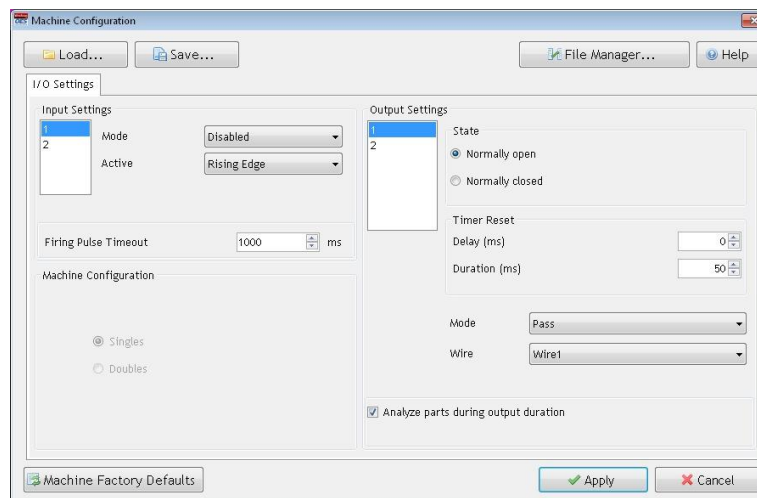 Machine Configuration
Load...
Save...
File Manager...
Help
I/O Settings
Input Settings
1
2
Mode
Disabled
Active
Rising Edge
Firing Pulse Timeout
1000
ms
Machine Configuration
Singles
Doubles
Output Settings
1
2
State
Normally open
Normally closed
Timer Reset
Delay (ms)
0
Duration (ms)
50
Mode
Pass
Wire
Wire1
Analyze parts during output duration
Machine Factory Defaults
Apply
Cancel